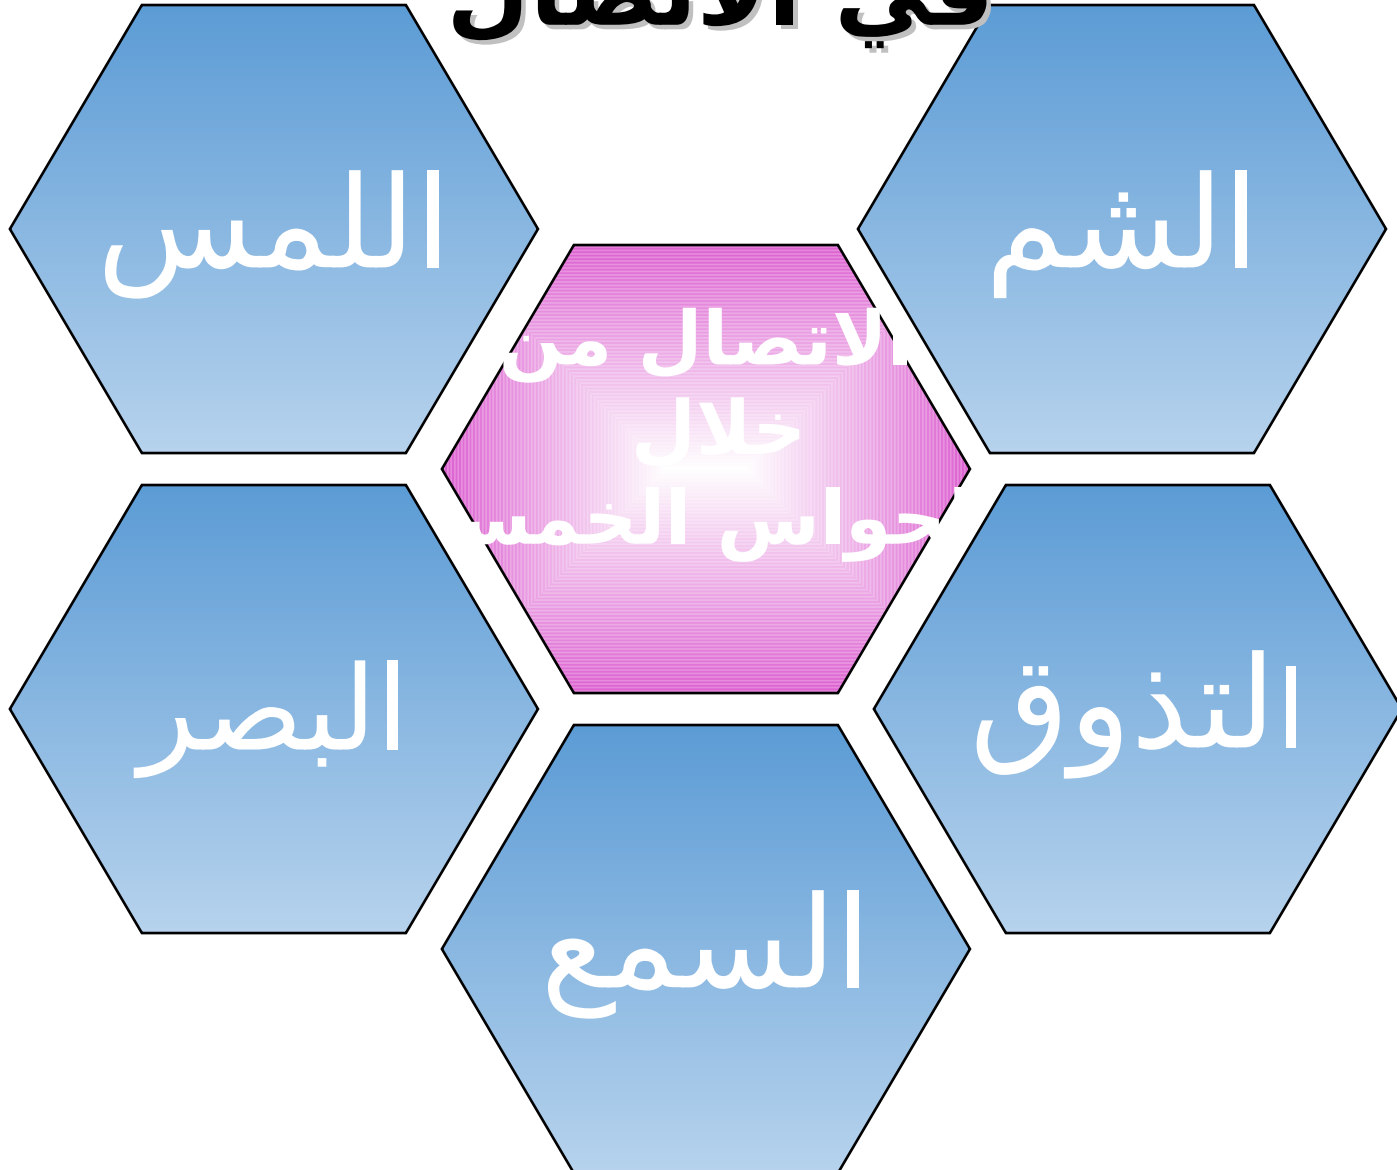 في الاتصال
الشم
اللمس
الاتصال من
خلال
الحواس الخمس
التذوق
البصر
السمع